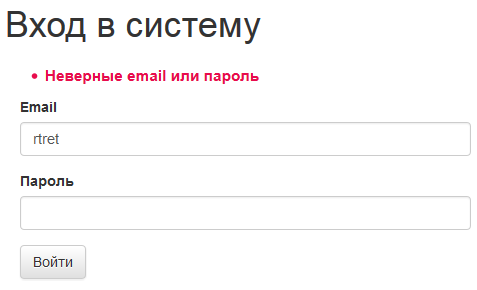 Вход в систему
Неверные email или пароль
Email
rtret
Пароль
Войти